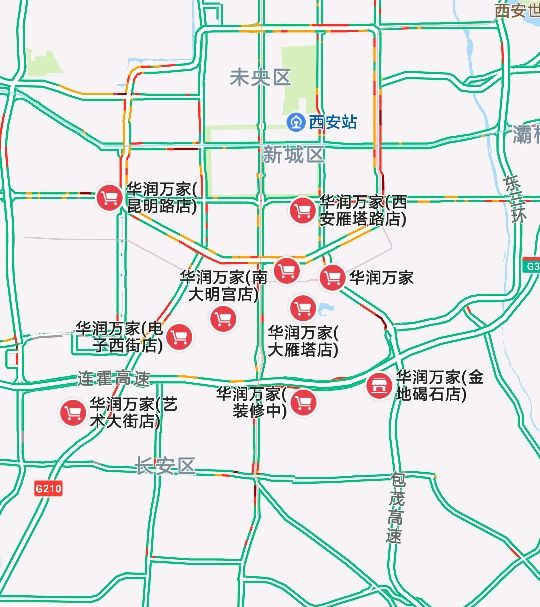 西安世
未央区
西安站
灞桥
新城区
东三环
华润万家(
昆明路店)
华润万家(西
安雁塔路店)
G3
华润万家(南
大明宫店)
华润万家
华润万家(电
子西街店)
华润万家(
大雁塔店)
连霍高速
华润万家(艺
术大街店)
华润万家(
装修中)
华润万家(金
地碣石店)
长安区
G210
包茂高速